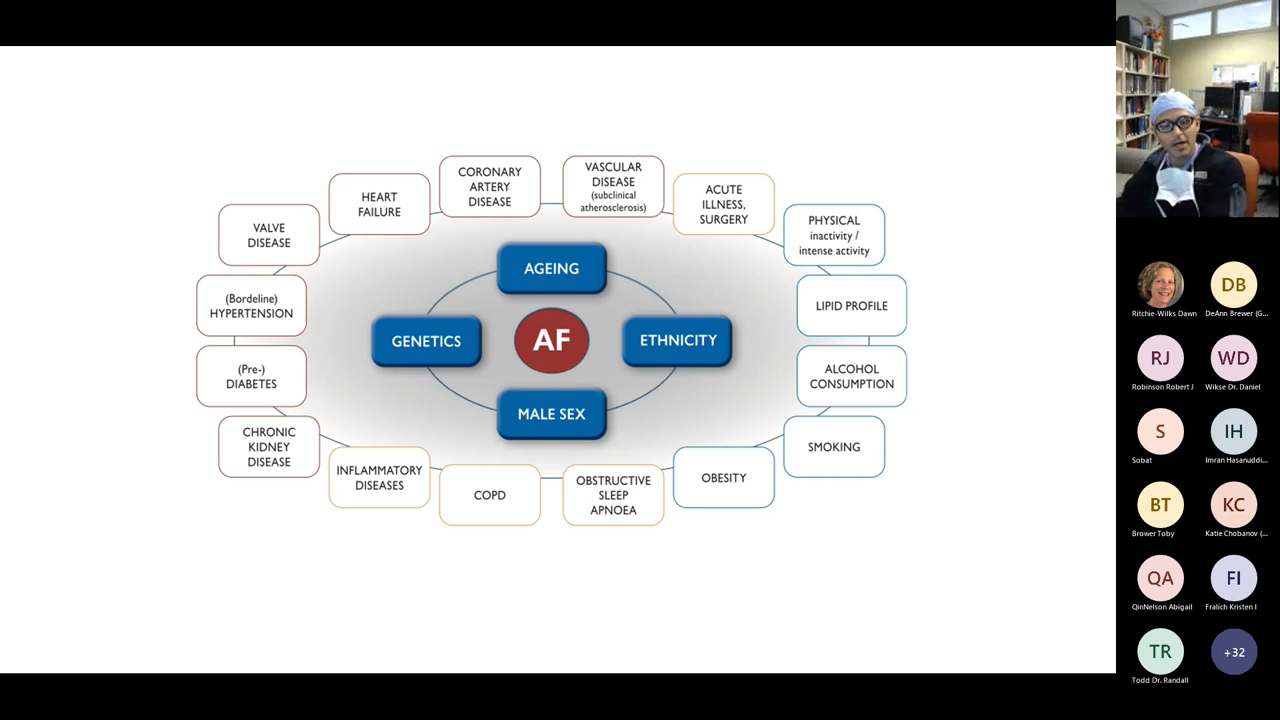 CORONARY
ARTERY
DISEASE
VASCULAR
DISEASE
(subclinical
atherosclerosis)
HEART
FAILURE
ACUTE
ILLNESS,
SURGERY
VALVE
DISEASE
PHYSICAL
inactivity /
intense activity
AGEING
(Bordeline)
HYPERTENSION
LIPID PROFILE
GENETICS
AF
ETHNICITY
(Pre-)
DIABETES
ALCOHOL
CONSUMPTION
MALE SEX
CHRONIC
KIDNEY
DISEASE
SMOKING
INFLAMMATORY
DISEASES
COPD
OBSTRUCTIVE
SLEEP
APNOEA
OBESITY
Ritchie-Wilks Dawn
DB
DeAnn Brewer (G...
RJ
Robinson Robert J
WD
Wikse Dr. Daniel
S
Sobat
IH
Imran Hasanuddi...
BT
Brower Toby
KC
Katie Chobanov (...
QA
QinNelson Abigail
FI
Fralich Kristen I
TR
Todd Dr. Randall
+32